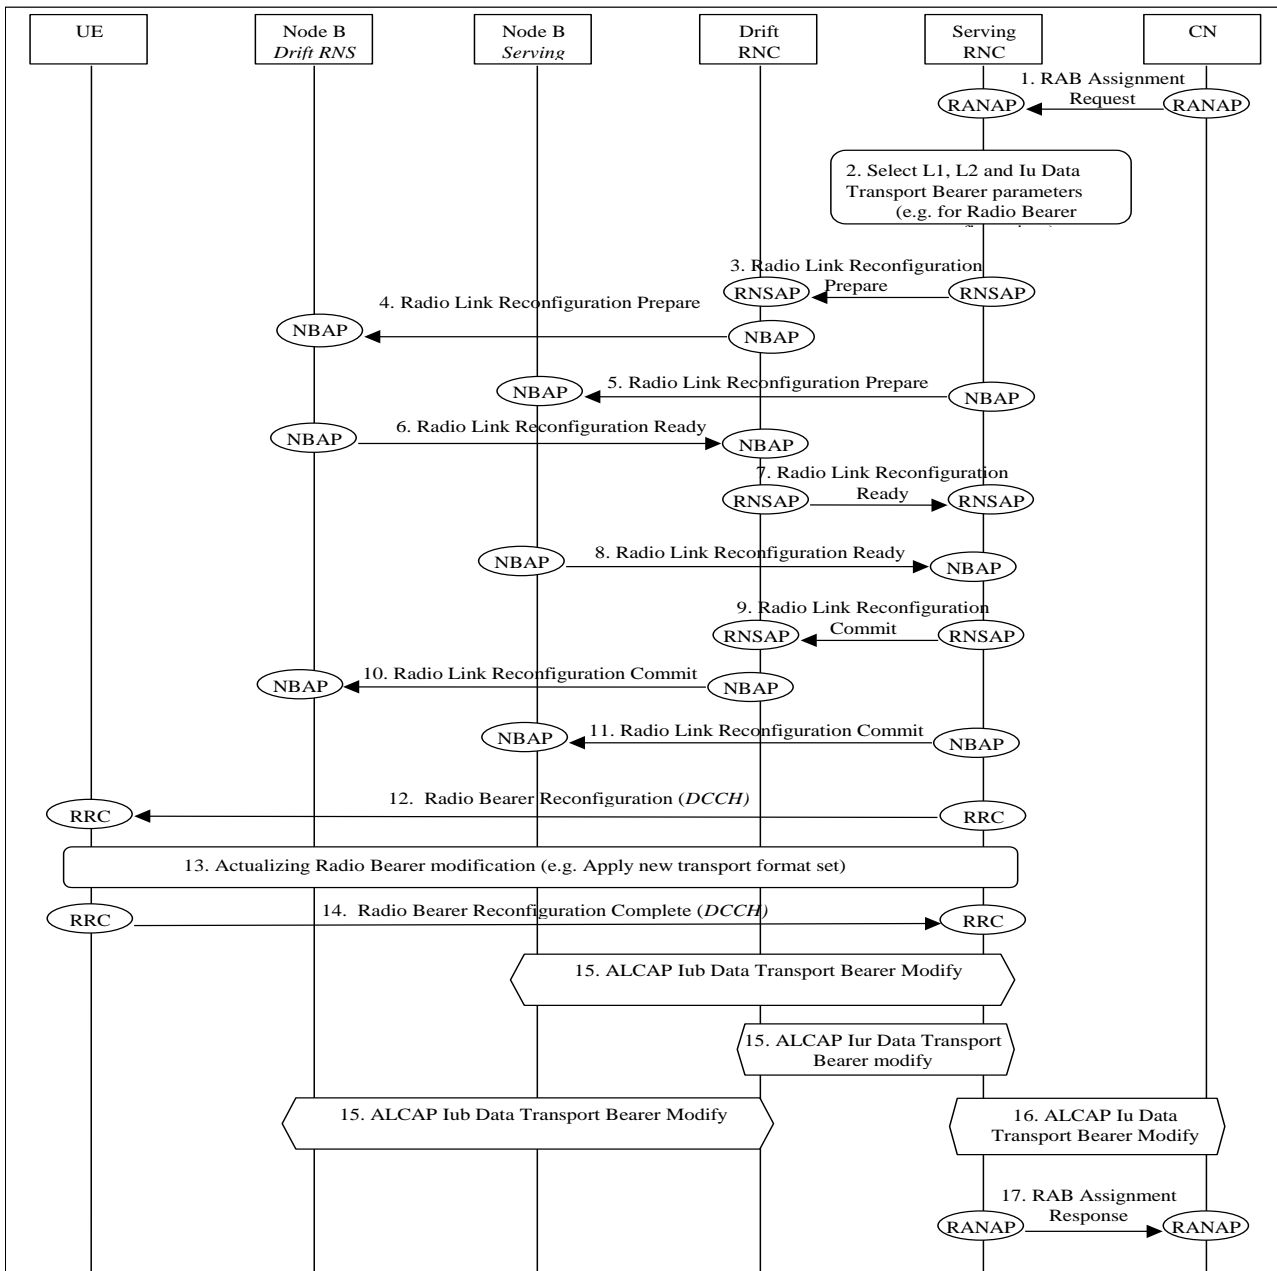 UE
Node B
Drift RNS
Node B
Serving
Drift
RNC
Serving
RNC
CN
1. RAB Assignment
Request
RANAP
RANAP
2. Select L1, L2 and Iu Data
Transport Bearer parameters
(e.g. for Radio Bearer
3. Radio Link Reconfiguration
Prepare
RNSAP
RNSAP
4. Radio Link Reconfiguration Prepare
NBAP
NBAP
5. Radio Link Reconfiguration Prepare
NBAP
NBAP
6. Radio Link Reconfiguration Ready
NBAP
NBAP
7. Radio Link Reconfiguration
Ready
RNSAP
RNSAP
8. Radio Link Reconfiguration Ready
NBAP
NBAP
9. Radio Link Reconfiguration
Commit
RNSAP
RNSAP
10. Radio Link Reconfiguration Commit
NBAP
NBAP
11. Radio Link Reconfiguration Commit
NBAP
NBAP
12. Radio Bearer Reconfiguration (DCCH)
RRC
RRC
13. Actualizing Radio Bearer modification (e.g. Apply new transport format set)
14. Radio Bearer Reconfiguration Complete (DCCH)
RRC
RRC
15. ALCAP Iub Data Transport Bearer Modify
15. ALCAP Iur Data Transport
Bearer modify
15. ALCAP Iub Data Transport Bearer Modify
16. ALCAP Iu Data
Transport Bearer Modify
17. RAB Assignment
Response
RANAP
RANAP